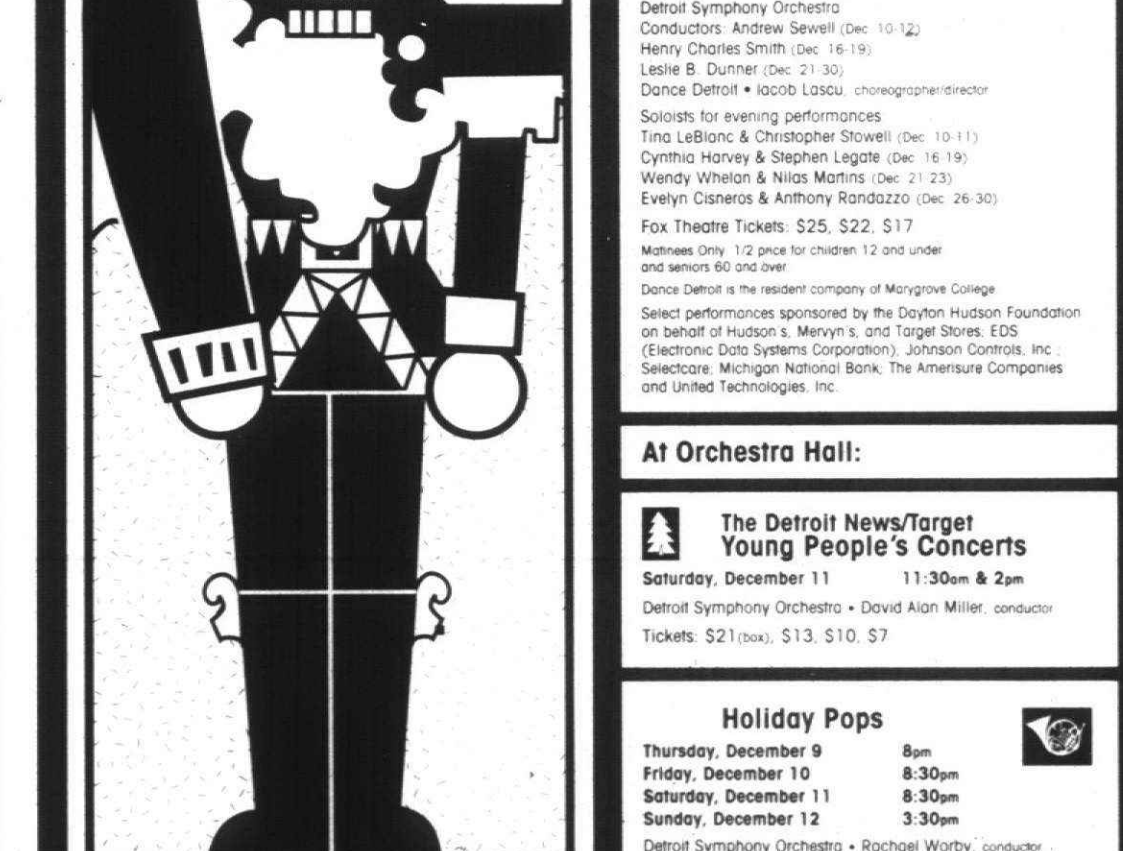 Detroit Symphony Orchestra
Conductors: Andrew Sewell (Dec 10-12)
Henry Charles Smith (Dec 16-19)
Leslie B. Dunner (Dec 21-30)
Dance Detroit • Iacob Lascu, choreographer/director
Soloists for evening performances
Tina LeBlanc & Christopher Stowell (Dec 10-11)
Cynthia Harvey & Stephen Legate (Dec 16-19)
Wendy Whelan & Nilas Martins (Dec 21-23)
Evelyn Cisneros & Anthony Randazzo (Dec 26-30)
Fox Theatre Tickets: $25, $22, $17
Matinees Only 1/2 price for children 12 and under
and seniors 60 and over
Dance Detroit is the resident company of Marygrove College
Select performances sponsored by the Dayton Hudson Foundation
on behalf of Hudson's, Mervyn's, and Target Stores; EDS
(Electronic Data Systems Corporation); Johnson Controls, Inc.;
Selectcare; Michigan National Bank; The Amerisure Companies
and United Technologies, Inc.
At Orchestra Hall:
The Detroit News/Target
Young People's Concerts
Saturday, December 11 11:30am & 2pm
Detroit Symphony Orchestra • David Alan Miller, conductor
Tickets: $21(box), $13, $10, $7
Holiday Pops
Thursday, December 9 8pm
Friday, December 10 8:30pm
Saturday, December 11 8:30pm
Sunday, December 12 3:30pm
Detroit Symphony Orchestra • Rachael Worby, conductor